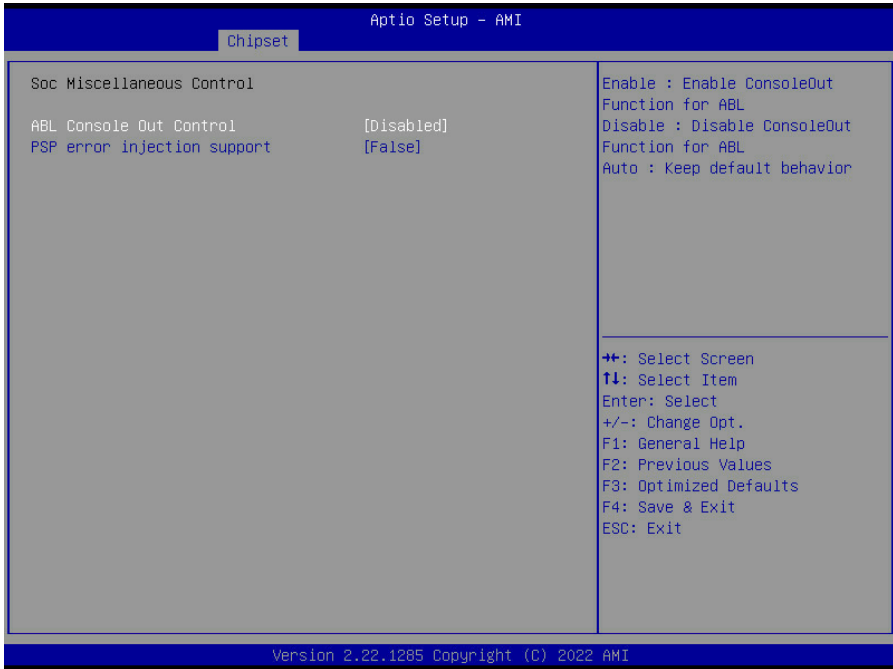 Aptio Setup – AMI
Chipset
Soc Miscellaneous Control
ABL Console Out Control [Disabled]
PSP error injection support [False]
Enable : Enable ConsoleOut
Function for ABL
Disable : Disable ConsoleOut
Function for ABL
Auto : Keep default behavior
→←: Select Screen
↑↓: Select Item
Enter: Select
+/-: Change Opt.
F1: General Help
F2: Previous Values
F3: Optimized Defaults
F4: Save & Exit
ESC: Exit
Version 2.22.1285 Copyright (C) 2022 AMI